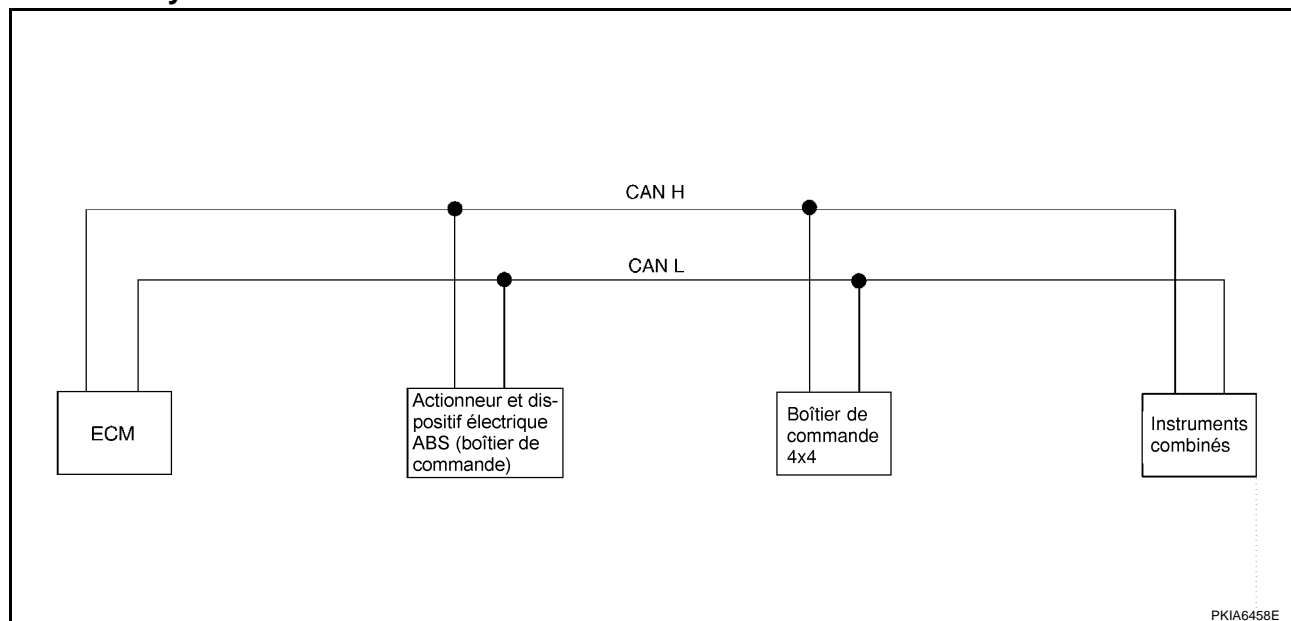 CAN H
CAN L
ECM
Actionneur et dis-
positif électrique
ABS (boîtier de
commande)
Boîtier de
commande
4x4
Instruments
combinés
PKIA6458E